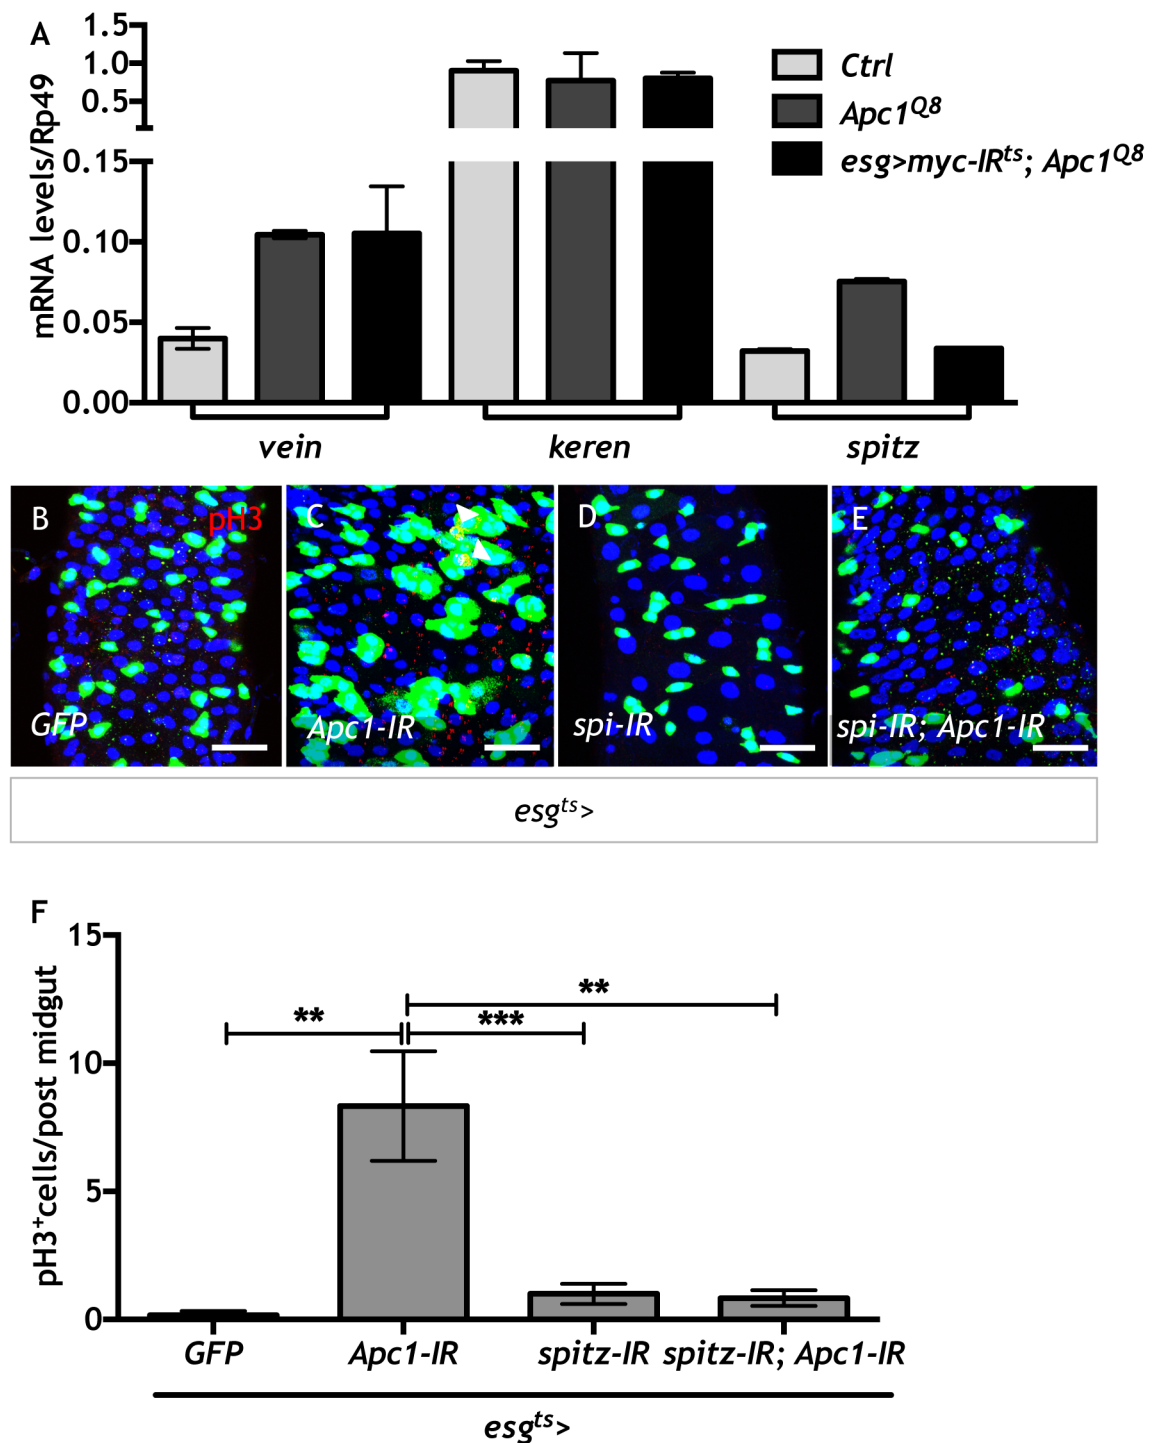 A
mRNA levels/Rp49
1.5
1.0
0.5
0.15
0.10
0.05
0.00
Ctrl
Apc1Q8
esg>myc-IRts; Apc1Q8
vein keren spitz
B pH3 GFP
C Apc1-IR
D spi-IR
E spi-IR; Apc1-IR
esgts>
F
pH3+cells/post midgut
15
10
5
0
** *** **
GFP Apc1-IR spitz-IR spitz-IR; Apc1-IR
esgts>